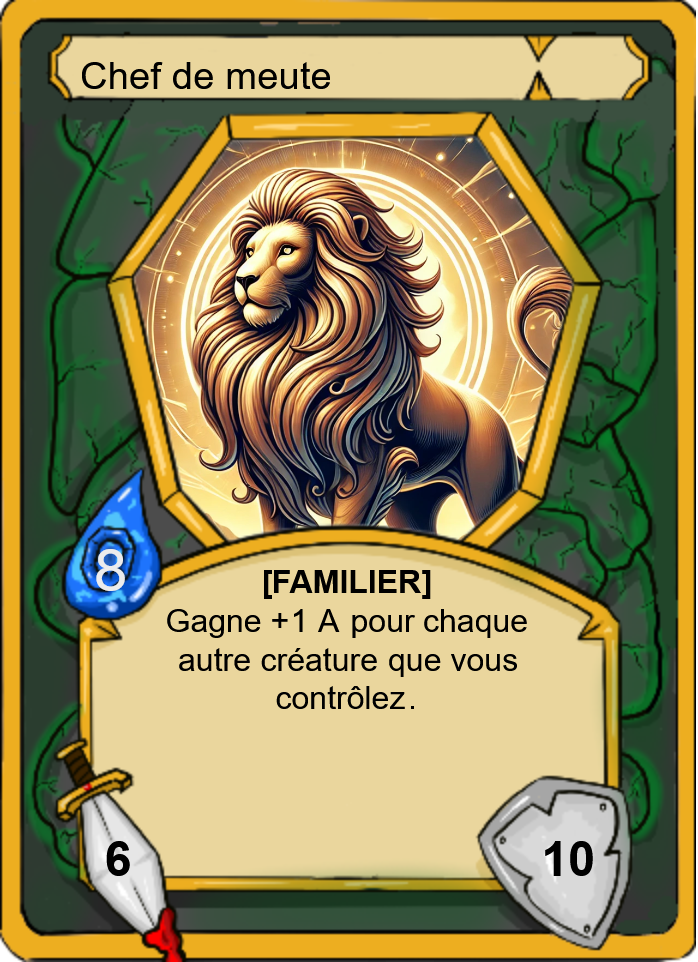 Chef de meute
8
[FAMILIER]
Gagne +1 A pour chaque
autre créature que vous
contrôlez.
6
10